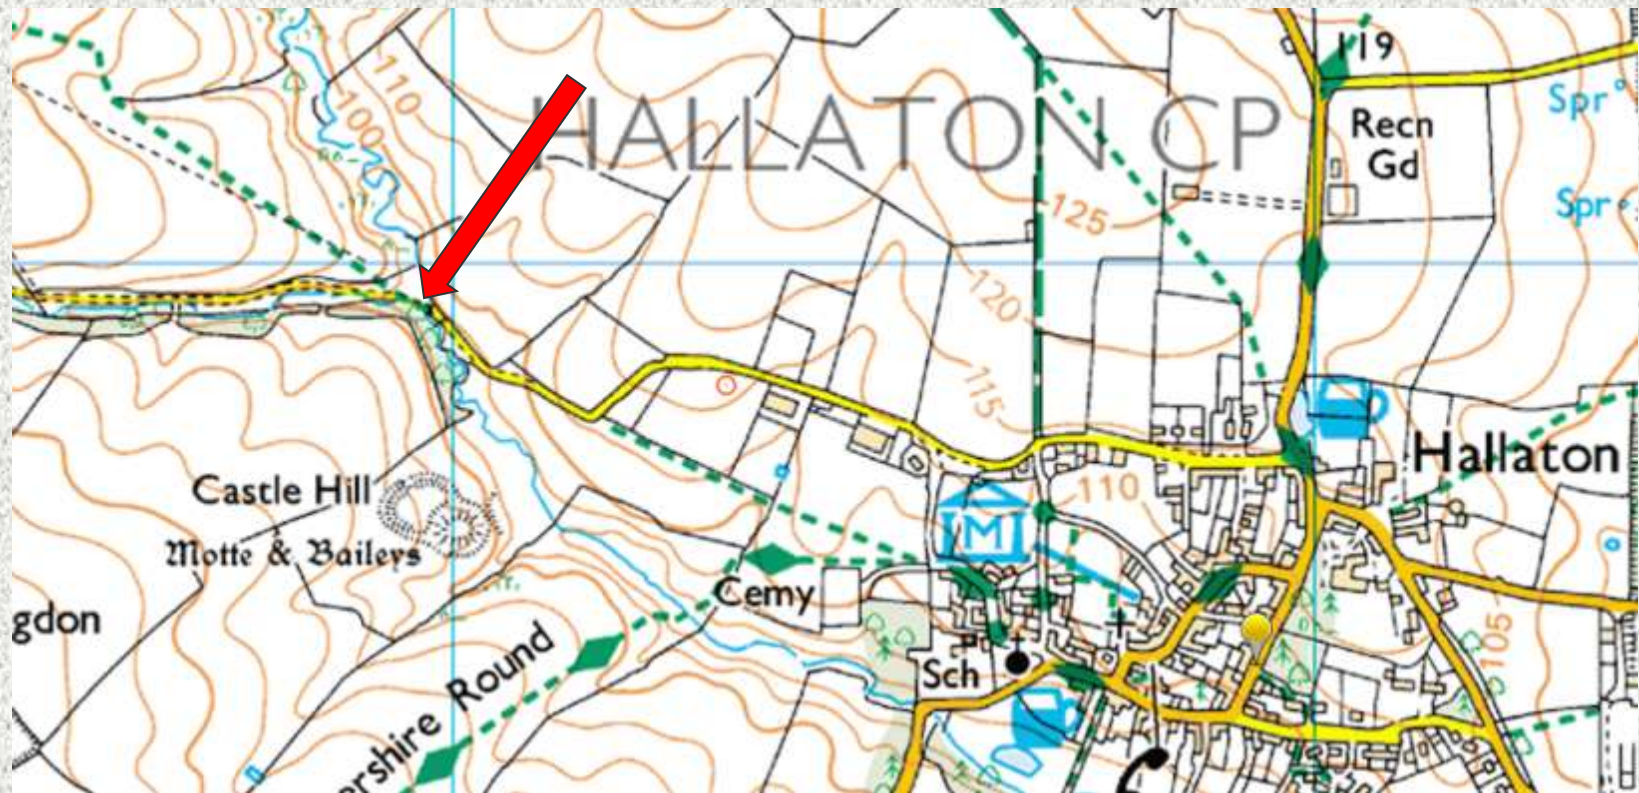 119
110
100
HALLATON CP
Recn
Gd
Spr
Spr
125
120
115
110
Hallaton
Castle Hill
Motte & Baileys
M
Cemy
gdon
Sch
105
ershire Round